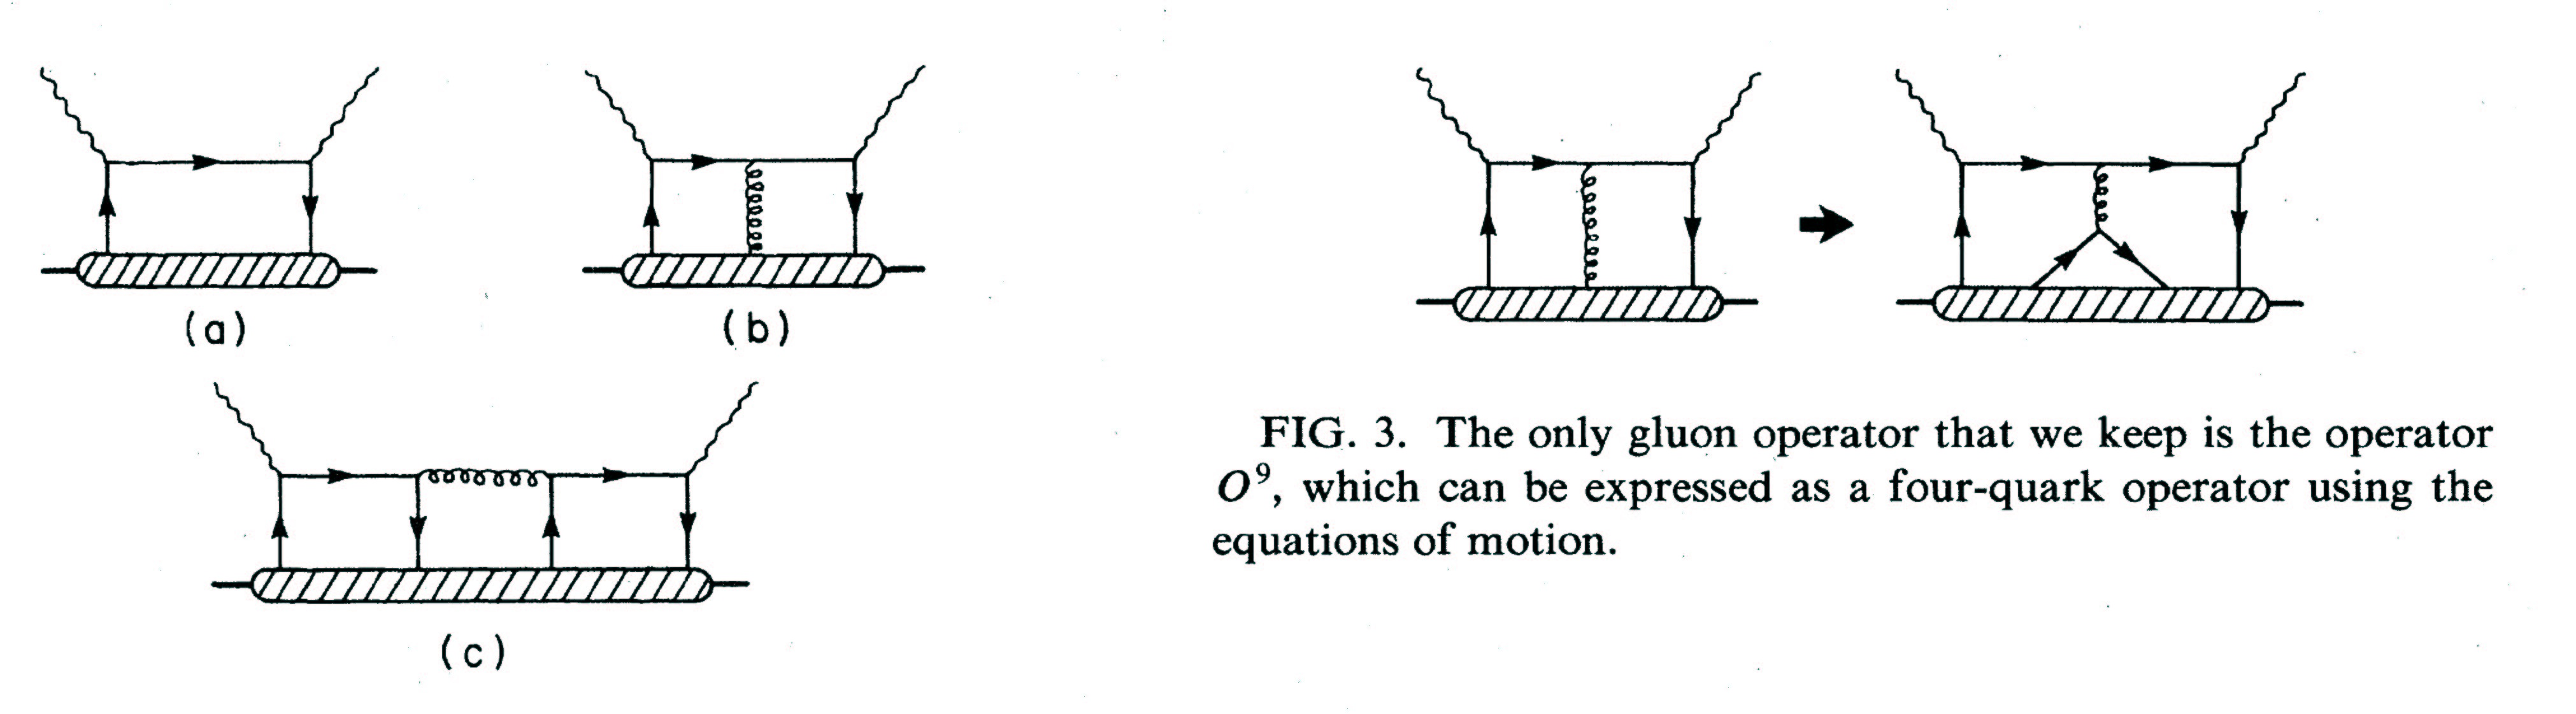 (a)
(b)
(c)
FIG. 3. The only gluon operator that we keep is the operator
O⁹, which can be expressed as a four-quark operator using the
equations of motion.